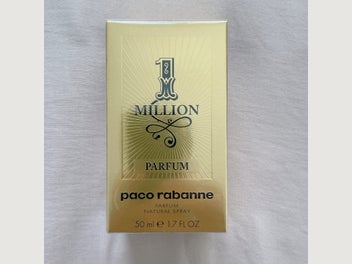 1
MILLION
PARFUM
paco rabanne
PARFUM
NATURAL SPRAY
50 ml ℮ 1.7 FL OZ